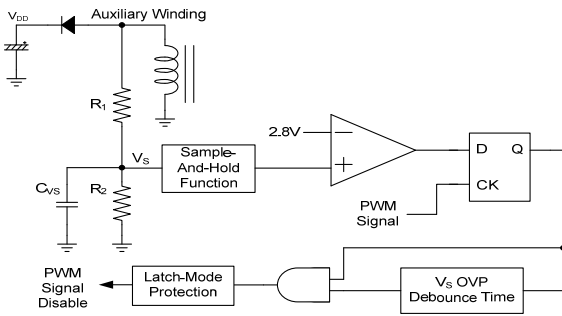 Auxiliary Winding
VDD
R1
VS
Sample-
And-Hold
Function
2.8V
−
+
D Q
CK
CVS
R2
PWM
Signal
PWM
Signal
Disable
Latch-Mode
Protection
VS OVP
Debounce Time